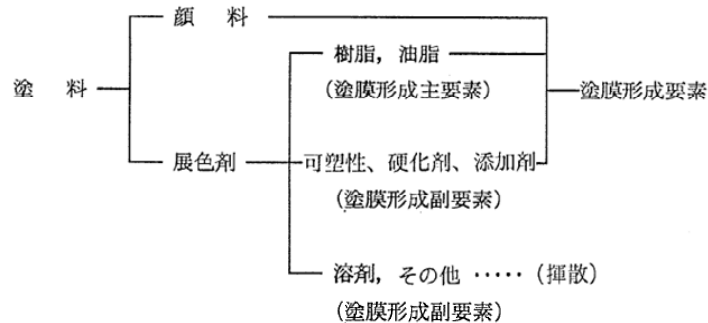 顔 料
樹脂，油脂
(塗膜形成主要素)
塗 料
塗膜形成要素
展色剤
可塑性、硬化剤、添加剤
(塗膜形成副要素)
溶剤，その他 ……（揮散）
(塗膜形成副要素)